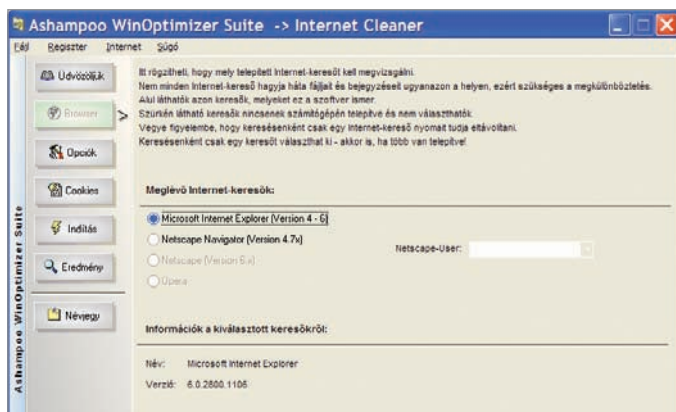 Ashampoo WinOptimizer Suite -> Internet Cleaner
Fájl Regiszter Internet Súgó
Üdvözöljük
Browser
Opciók
Cookies
Indítás
Eredmény
Névjegy
Ashampoo WinOptimizer Suite
Itt rögzítheti, hogy mely telepített Internet-keresőt kell megvizsgálni.
Nem minden Internet-kereső hagyja háta fájljait és bejegyzéseit ugyanazon a helyen, ezért szükséges a megkülönböztetés.
Alul láthatók azon keresők, melyeket ez a szoftver ismer.
Szürkén látható keresők nincsenek számítógépén telepítve és nem választhatók.
Vegye figyelembe, hogy keresésenként csak egy Internet-kereső nyomait tudja eltávolítani.
Keresésenként csak egy keresőt választhat ki - akkor is, ha több van telepítve!
Meglévő Internet-keresők:
Microsoft Internet Explorer (Version 4 - 6)
Netscape Navigator (Version 4.7x)
Netscape (Version 6.x)
Opera
Netscape-User:
Információk a kiválasztott keresőkről:
Név: Microsoft Internet Explorer
Verzió: 6.0.2800.1106